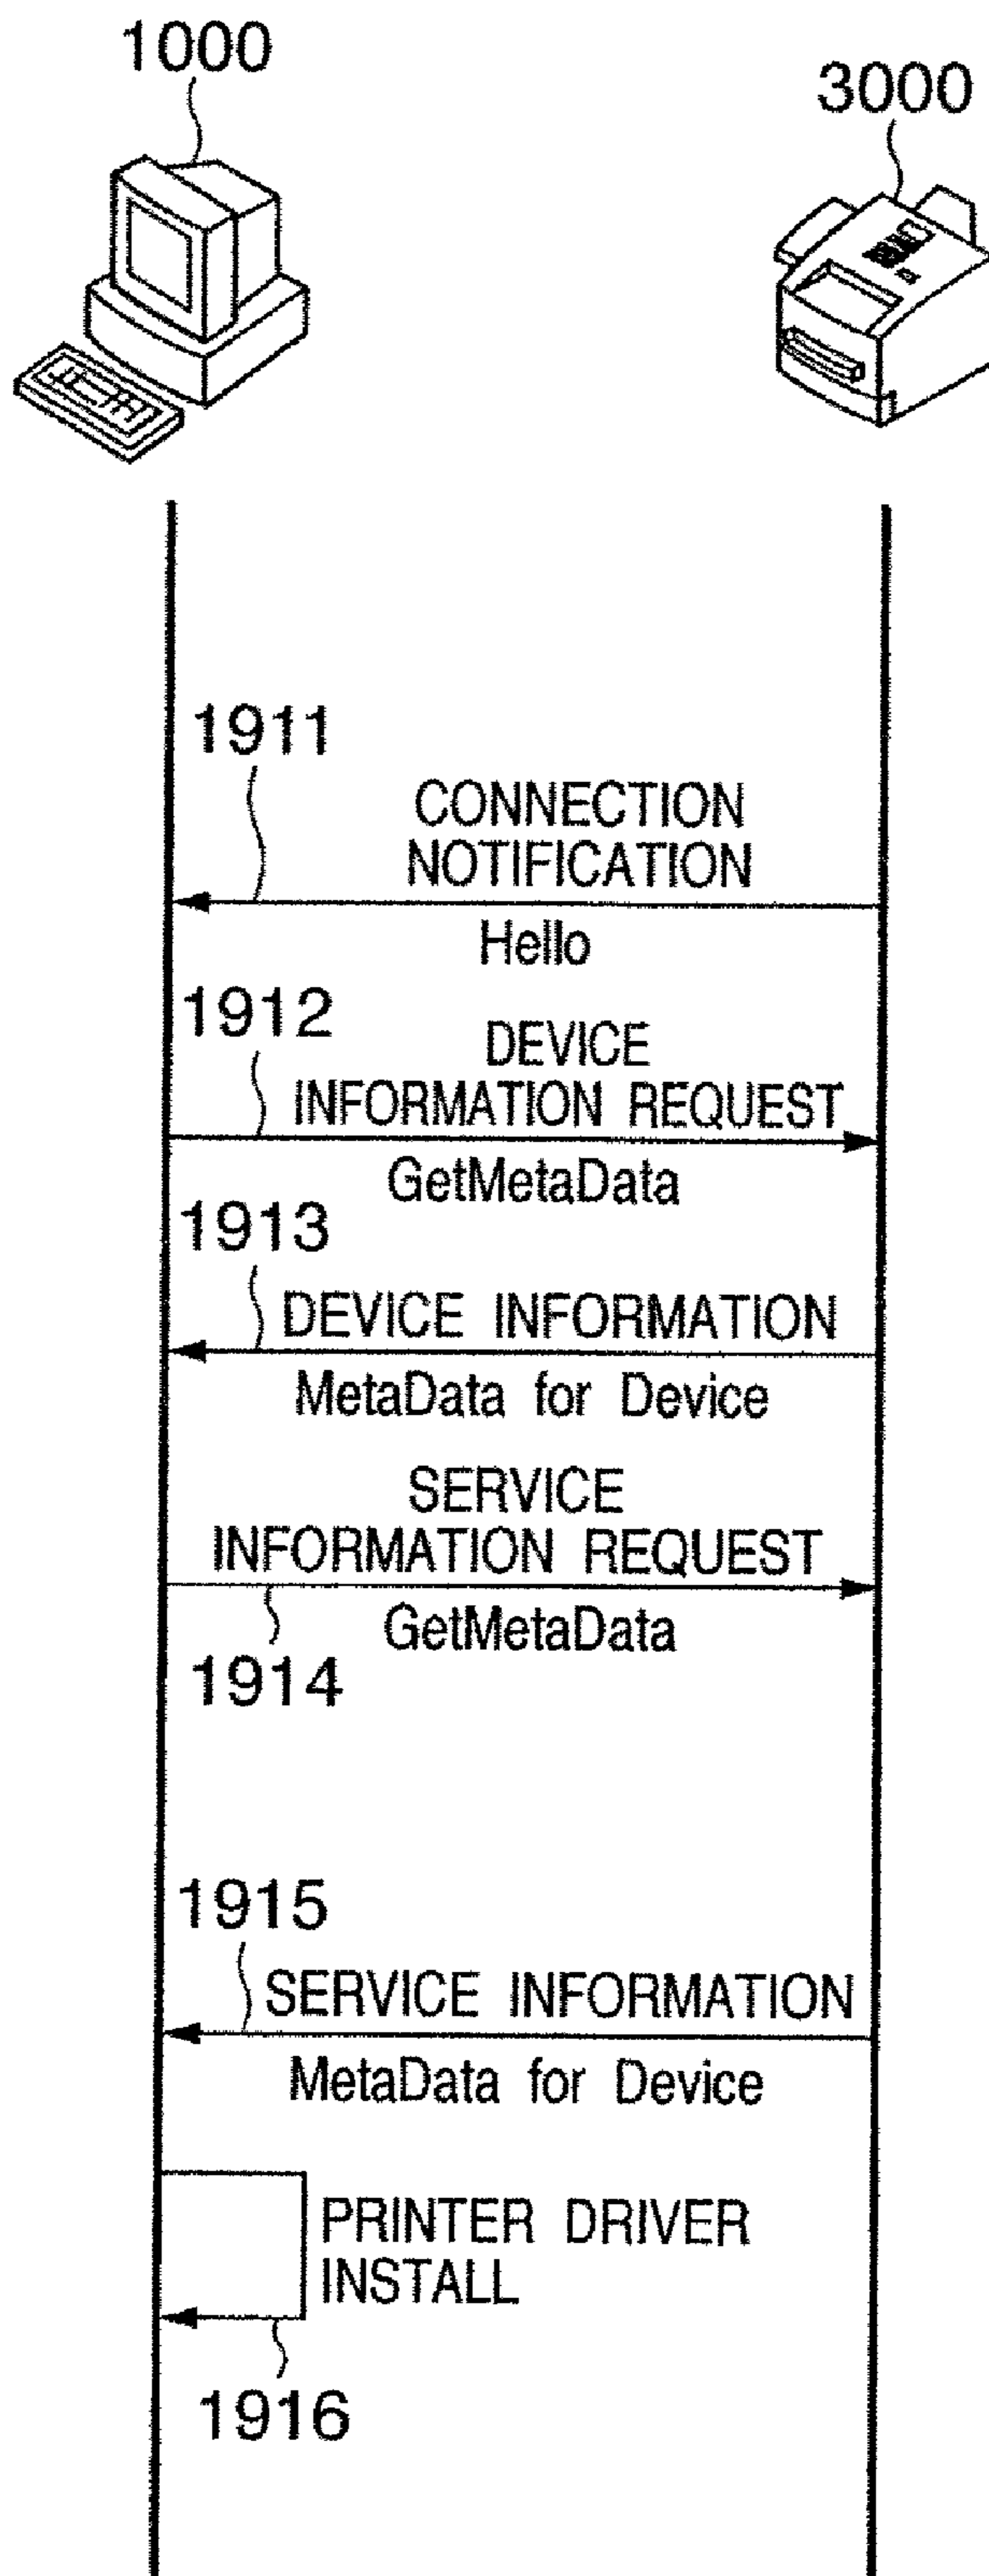 1000
3000
1911
CONNECTION
NOTIFICATION
Hello
1912
DEVICE
INFORMATION REQUEST
GetMetaData
1913
DEVICE INFORMATION
MetaData for Device
SERVICE
INFORMATION REQUEST
GetMetaData
1914
1915
SERVICE INFORMATION
MetaData for Device
PRINTER DRIVER
INSTALL
1916